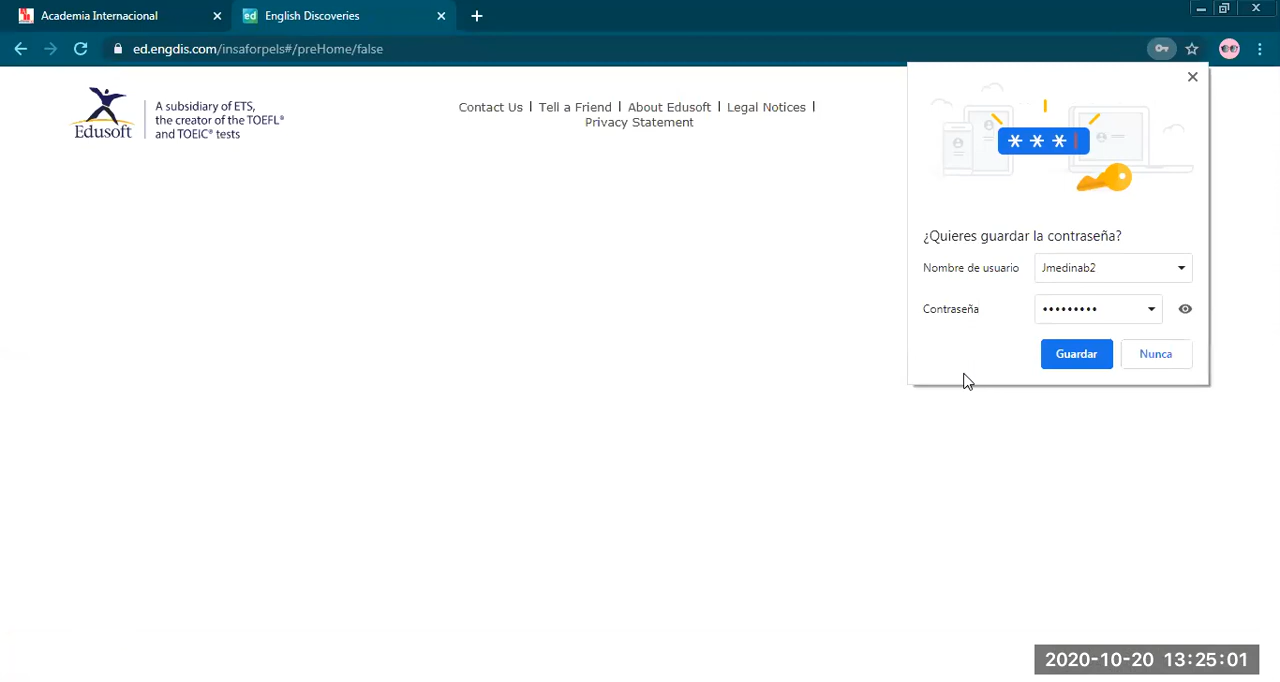 Academia Internacional
ed English Discoveries
ed.engdis.com/insaforpels#/preHome/false
Edusoft
A subsidiary of ETS,
the creator of the TOEFL®
and TOEIC® tests
Contact Us | Tell a Friend | About Edusoft | Legal Notices |
Privacy Statement
¿Quieres guardar la contraseña?
Nombre de usuario Jmedinab2
Contraseña •••••••••
Guardar Nunca
2020-10-20 13:25:01